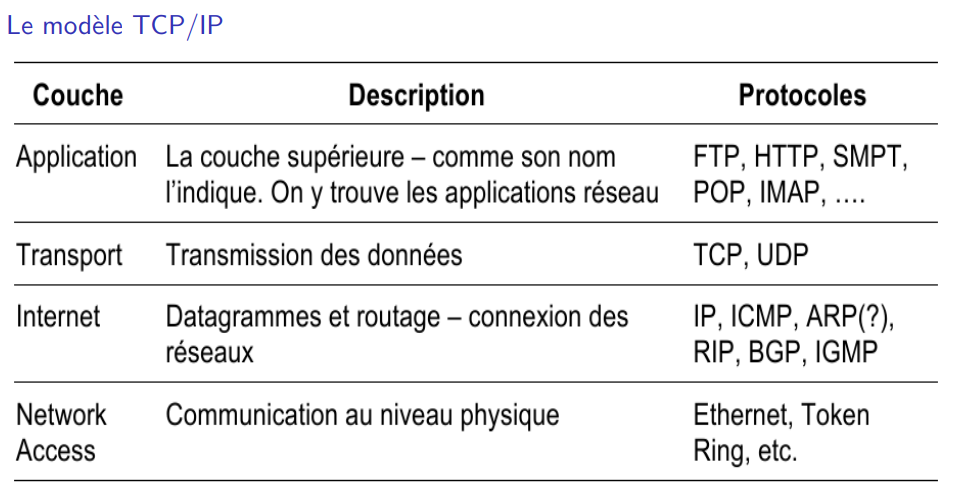 Le modèle TCP/IP
Couche Description Protocoles
Application La couche supérieure – comme son nom FTP, HTTP, SMPT,
l'indique. On y trouve les applications réseau POP, IMAP, ….
Transport Transmission des données TCP, UDP
Internet Datagrammes et routage – connexion des IP, ICMP, ARP(?),
réseaux RIP, BGP, IGMP
Network Communication au niveau physique Ethernet, Token
Access Ring, etc.